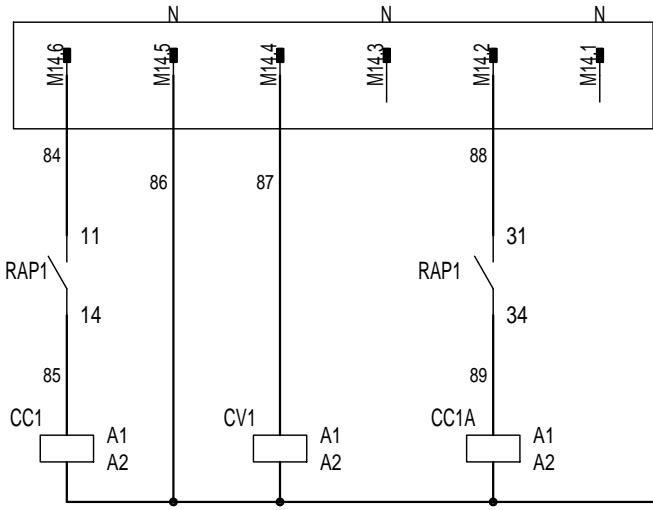 N N N
M14.6 M14.5 M14.4 M14.3 M14.2 M14.1
84 86 87 88
11 31
RAP1 RAP1
14 34
85 89
CC1 CV1 CC1A
A1 A1 A1
A2 A2 A2